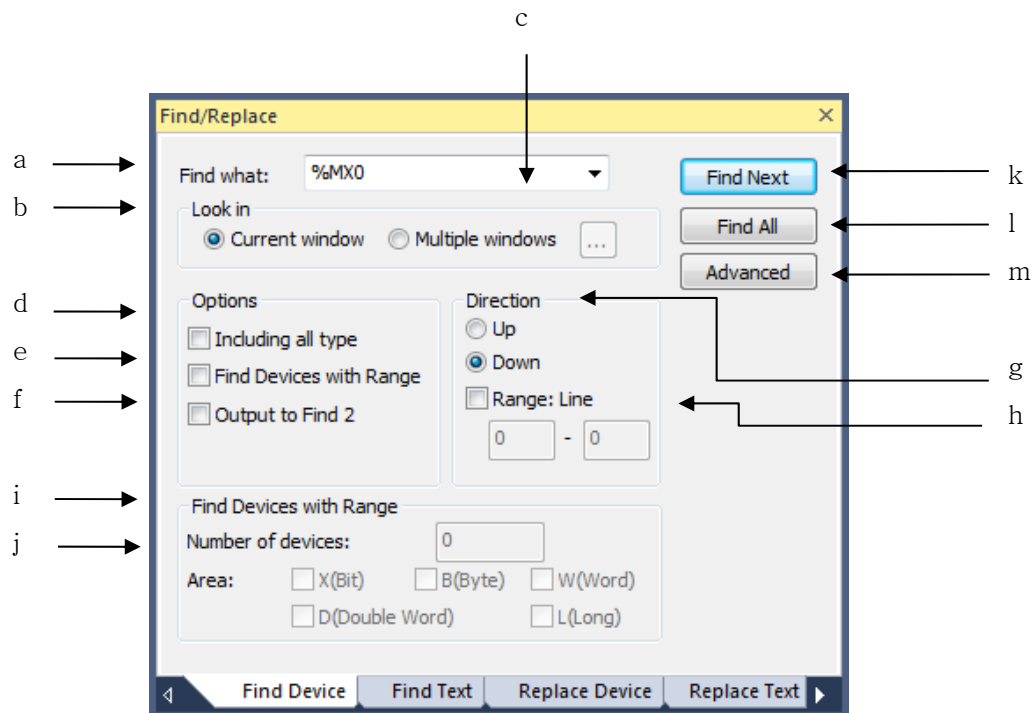 c
Find/Replace
a
Find what: %MX0 Find Next k
b
Look in
Current window Multiple windows ... Find All l
Advanced m
d
Options Direction
Including all type Up
e
Find Devices with Range Down g
f
Output to Find 2 Range: Line h
0 - 0
i
Find Devices with Range
j
Number of devices: 0
Area: X(Bit) B(Byte) W(Word)
D(Double Word) L(Long)
Find Device Find Text Replace Device Replace Text